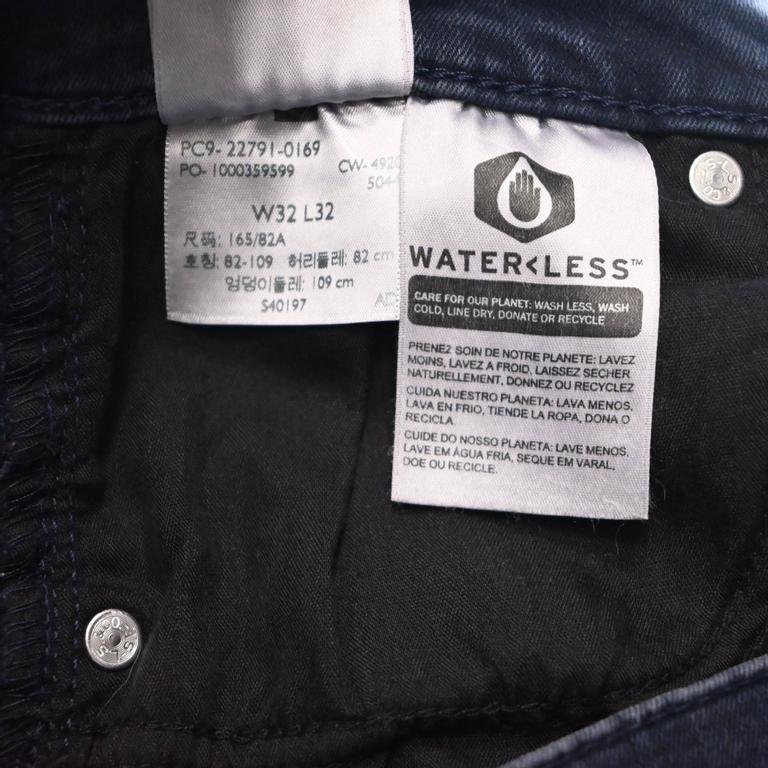 PC9- 22791-0169
PO- 1000359599 CW- 4920
504-
W32 L32
尺码: 165/82A
호칭: 82-109 허리둘레: 82 cm
엉덩이둘레: 109 cm
S40197
AD
WATER<LESS™
CARE FOR OUR PLANET: WASH LESS, WASH
COLD, LINE DRY, DONATE OR RECYCLE
PRENEZ SOIN DE NOTRE PLANETE: LAVEZ
MOINS, LAVEZ A FROID, LAISSEZ SECHER
NATURELLEMENT, DONNEZ OU RECYCLEZ
CUIDA NUESTRO PLANETA: LAVA MENOS,
LAVA EN FRIO, TIENDE LA ROPA, DONA O
RECICLA.
CUIDE DO NOSSO PLANETA: LAVE MENOS,
LAVE EM ÁGUA FRIA, SEQUE EM VARAL,
DOE OU RECICLE.
L.S. &CO.
L.S. &CO.